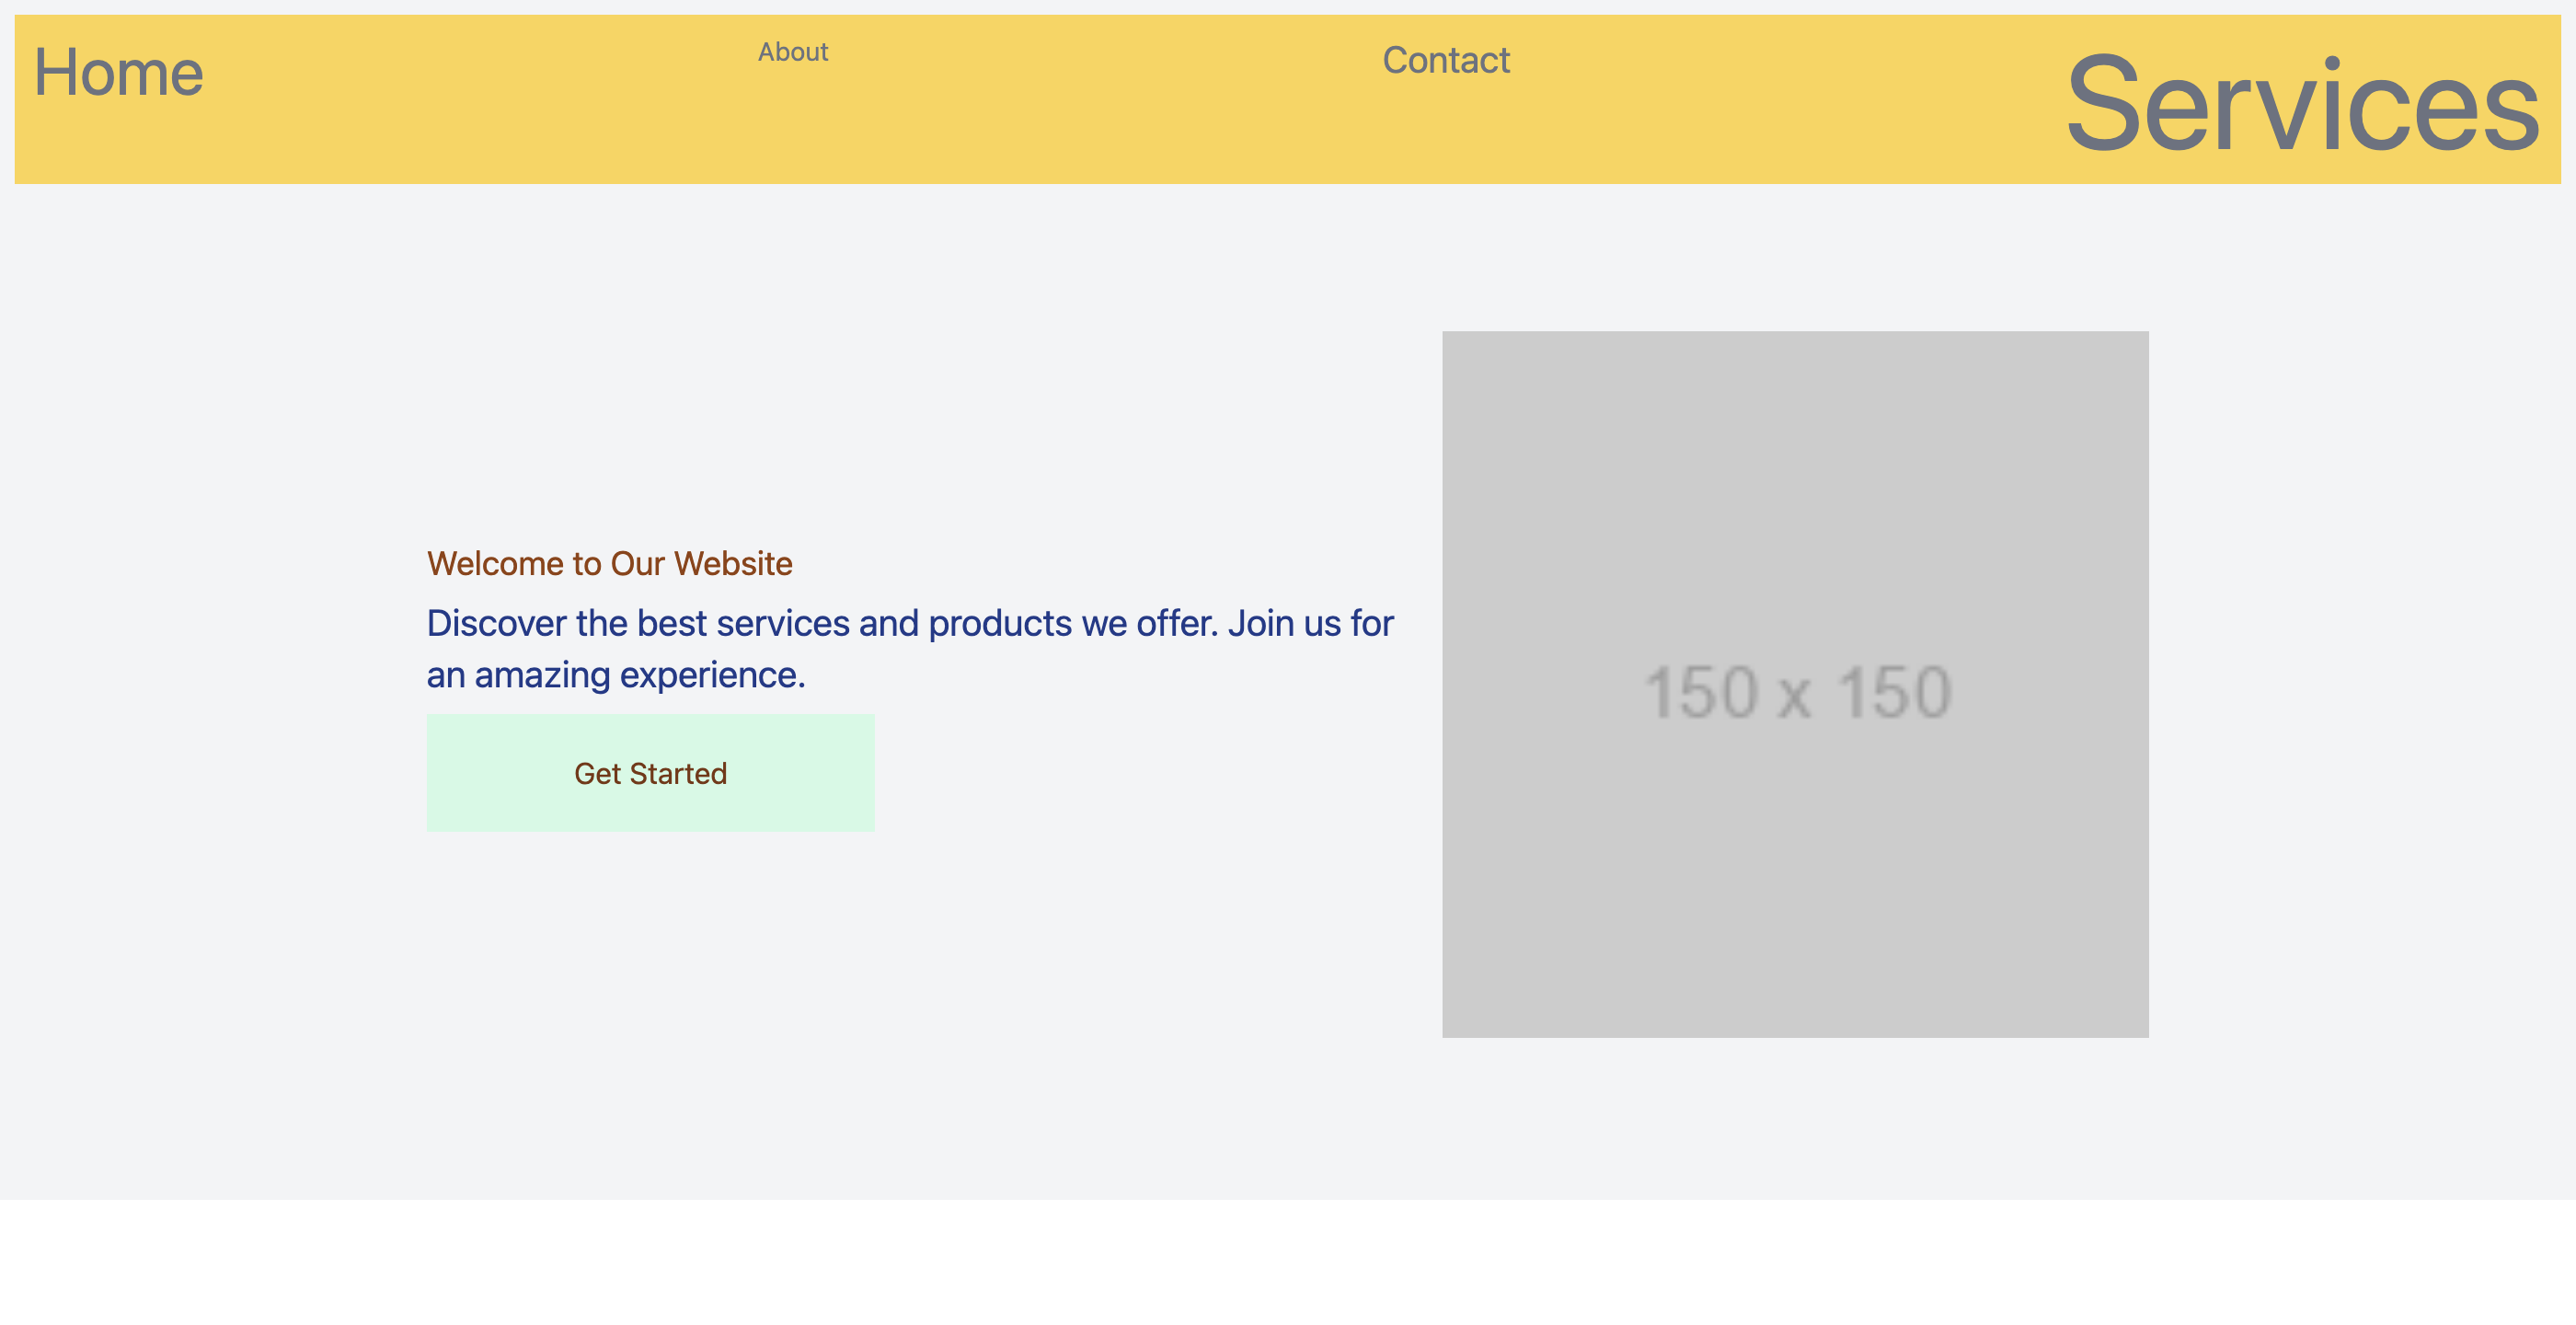 Home
About
Contact
Services
Welcome to Our Website
Discover the best services and products we offer. Join us for
an amazing experience.
Get Started
150 x 150